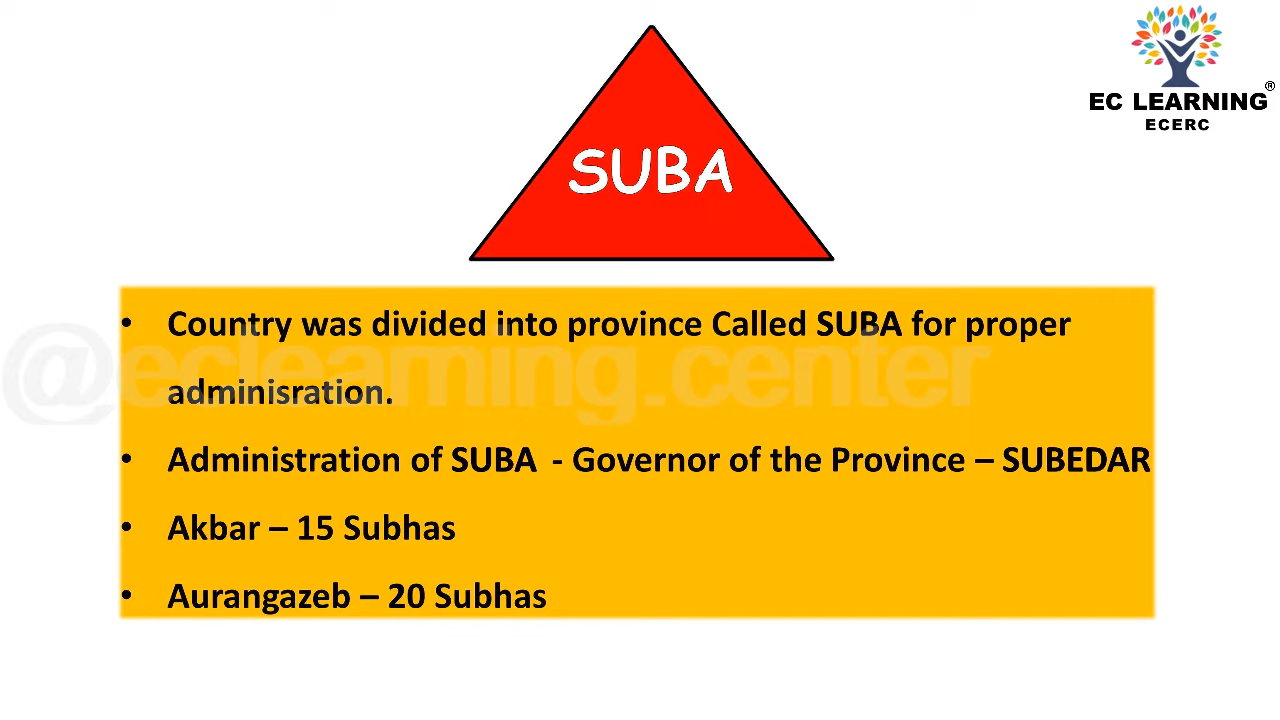 EC LEARNING®
ECERC
SUBA
• Country was divided into province Called SUBA for proper
adminisration.
• Administration of SUBA - Governor of the Province – SUBEDAR
• Akbar – 15 Subhas
• Aurangazeb – 20 Subhas
@eclearning.center